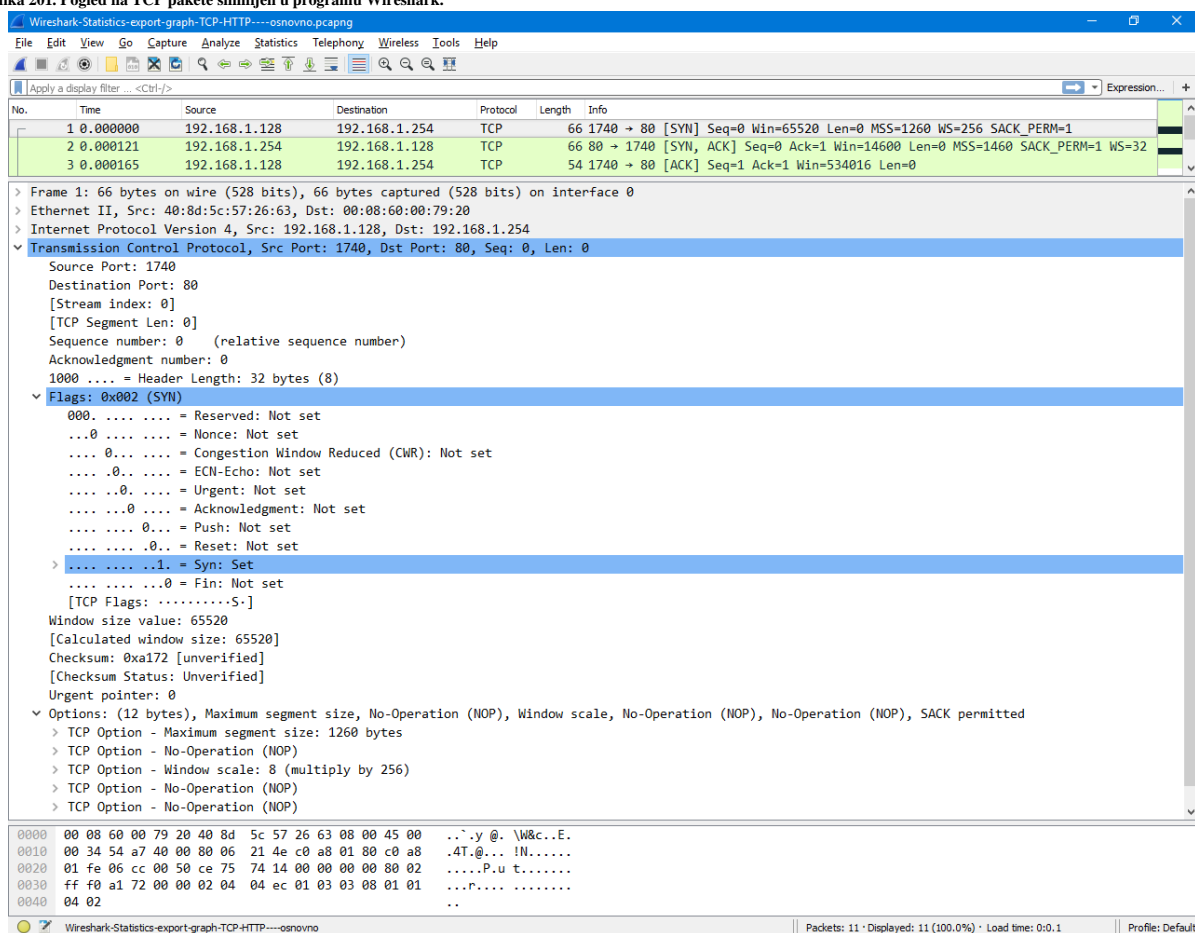 201. Pogled na TCP pakete snimljen u programu Wireshark.
Wireshark-Statistics-export-graph-TCP-HTTP----osnovno.pcapng
File Edit View Go Capture Analyze Statistics Telephony Wireless Tools Help
Apply a display filter ... <Ctrl-/> Expression... +
No. Time Source Destination Protocol Length Info
1 0.000000 192.168.1.128 192.168.1.254 TCP 66 1740 → 80 [SYN] Seq=0 Win=65520 Len=0 MSS=1260 WS=256 SACK_PERM=1
2 0.000121 192.168.1.254 192.168.1.128 TCP 66 80 → 1740 [SYN, ACK] Seq=0 Ack=1 Win=14600 Len=0 MSS=1460 SACK_PERM=1 WS=32
3 0.000165 192.168.1.128 192.168.1.254 TCP 54 1740 → 80 [ACK] Seq=1 Ack=1 Win=534016 Len=0
> Frame 1: 66 bytes on wire (528 bits), 66 bytes captured (528 bits) on interface 0
> Ethernet II, Src: 40:8d:5c:57:26:63, Dst: 00:08:60:00:79:20
> Internet Protocol Version 4, Src: 192.168.1.128, Dst: 192.168.1.254
Transmission Control Protocol, Src Port: 1740, Dst Port: 80, Seq: 0, Len: 0
Source Port: 1740
Destination Port: 80
[Stream index: 0]
[TCP Segment Len: 0]
Sequence number: 0 (relative sequence number)
Acknowledgment number: 0
1000 .... = Header Length: 32 bytes (8)
Flags: 0x002 (SYN)
000. .... .... = Reserved: Not set
...0 .... .... = Nonce: Not set
.... 0... .... = Congestion Window Reduced (CWR): Not set
.... .0.. .... = ECN-Echo: Not set
.... ..0. .... = Urgent: Not set
.... ...0 .... = Acknowledgment: Not set
.... .... 0... = Push: Not set
.... .... .0.. = Reset: Not set
> .... .... ..1. = Syn: Set
.... .... ...0 = Fin: Not set
[TCP Flags: ··········S·]
Window size value: 65520
[Calculated window size: 65520]
Checksum: 0xa172 [unverified]
[Checksum Status: Unverified]
Urgent pointer: 0
Options: (12 bytes), Maximum segment size, No-Operation (NOP), Window scale, No-Operation (NOP), No-Operation (NOP), SACK permitted
> TCP Option - Maximum segment size: 1260 bytes
> TCP Option - No-Operation (NOP)
> TCP Option - Window scale: 8 (multiply by 256)
> TCP Option - No-Operation (NOP)
> TCP Option - No-Operation (NOP)
0000 00 08 60 00 79 20 40 8d 5c 57 26 63 08 00 45 00 ..`.y @. \W&c..E.
0010 00 34 54 a7 40 00 80 06 21 4e c0 a8 01 80 c0 a8 .4T.@... !N......
0020 01 fe 06 cc 00 50 ce 75 74 14 00 00 00 00 80 02 .....P.u t.......
0030 ff f0 a1 72 00 00 02 04 04 ec 01 03 03 08 01 01 ...r.... ........
0040 04 02 ..
Wireshark-Statistics-export-graph-TCP-HTTP----osnovno Packets: 11 · Displayed: 11 (100.0%) · Load time: 0:0.1 Profile: Default